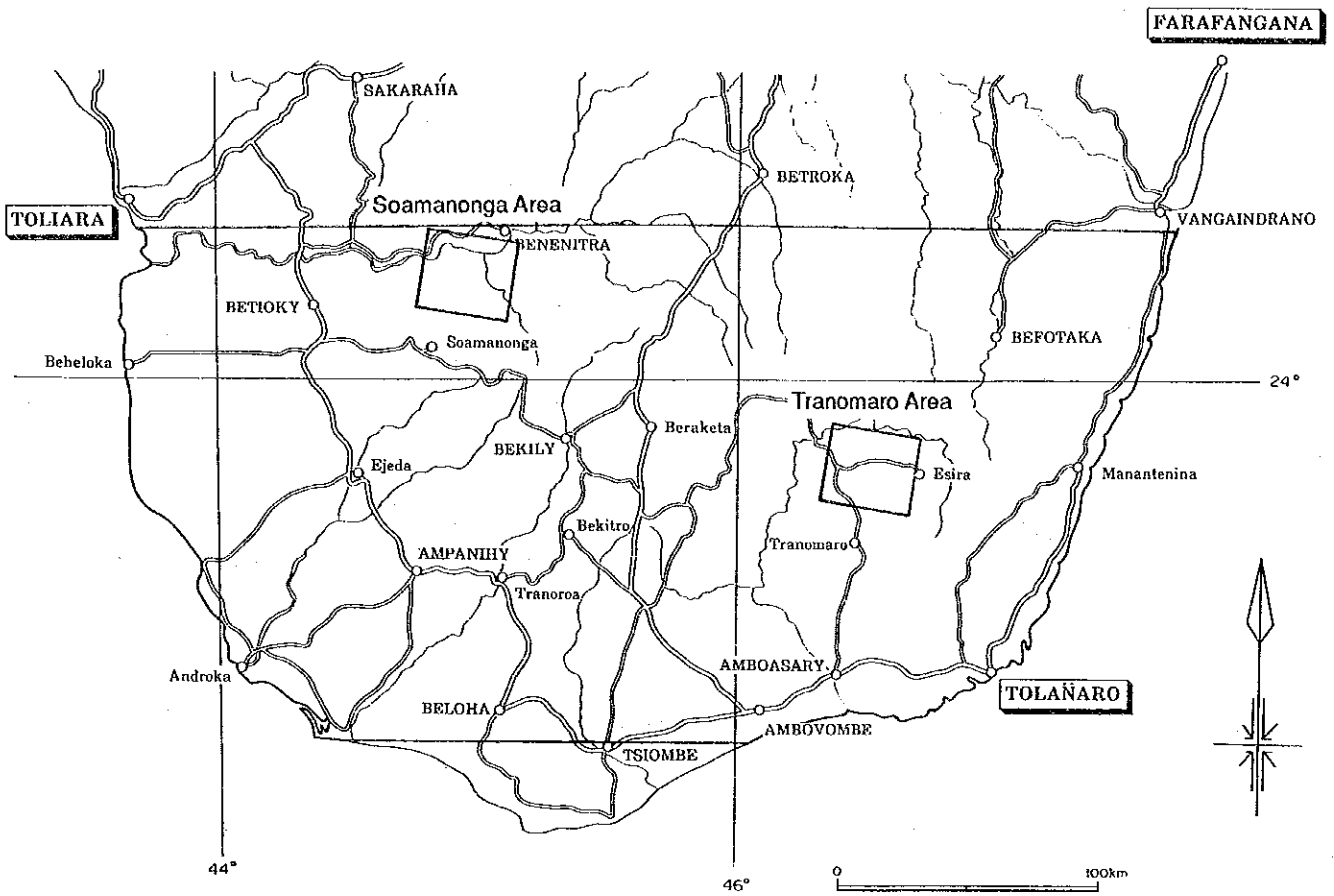 FARAFANGANA
SAKARAHA
BETROKA
TOLIARA
Soamanonga Area
VANGAINDRANO
BENENITRA
BETIOKY
Soamanonga
BEFOTAKA
Beheloka
24°
Tranomaro Area
Beraketa
BEKILY
Ejeda
Esira
Manantenina
Bekitro
Tranomaro
AMPANIHY
Tranoroa
Androka
AMBOASARY
TOLAÑARO
BELOHA
AMBOVOMBE
TSIOMBE
44°
46°
0 100km